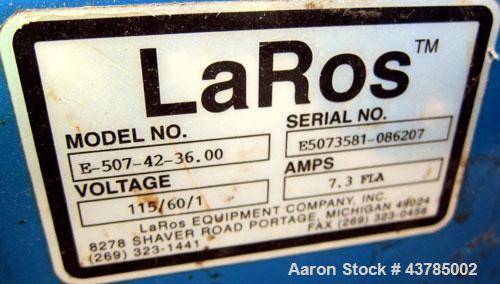 LaRos™
MODEL NO.
E-507-42-36.00
SERIAL NO.
E5073581-086207
VOLTAGE
115/60/1
AMPS
7.3 FLA
LaRos EQUIPMENT COMPANY, INC.
8278 SHAVER ROAD PORTAGE, MICHIGAN 49024
(269) 323-1441 FAX (269) 323-0456
Aaron Stock # 43785002